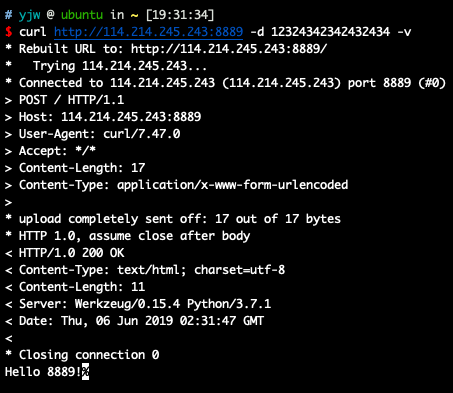 # yjw @ ubuntu in ~ [19:31:34]
$ curl http://114.214.245.243:8889 -d 12324342342432434 -v
* Rebuilt URL to: http://114.214.245.243:8889/
*   Trying 114.214.245.243...
* Connected to 114.214.245.243 (114.214.245.243) port 8889 (#0)
> POST / HTTP/1.1
> Host: 114.214.245.243:8889
> User-Agent: curl/7.47.0
> Accept: */*
> Content-Length: 17
> Content-Type: application/x-www-form-urlencoded
>
* upload completely sent off: 17 out of 17 bytes
* HTTP 1.0, assume close after body
< HTTP/1.0 200 OK
< Content-Type: text/html; charset=utf-8
< Content-Length: 11
< Server: Werkzeug/0.15.4 Python/3.7.1
< Date: Thu, 06 Jun 2019 02:31:47 GMT
<
* Closing connection 0
Hello 8889!%